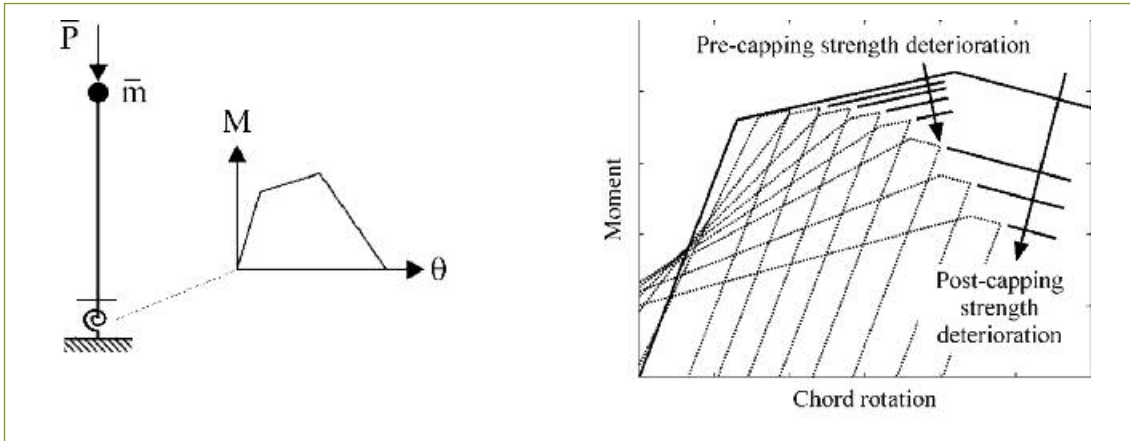 P̅
m̅
M
θ
Pre-capping strength deterioration
Moment
Post-capping
strength
deterioration
Chord rotation